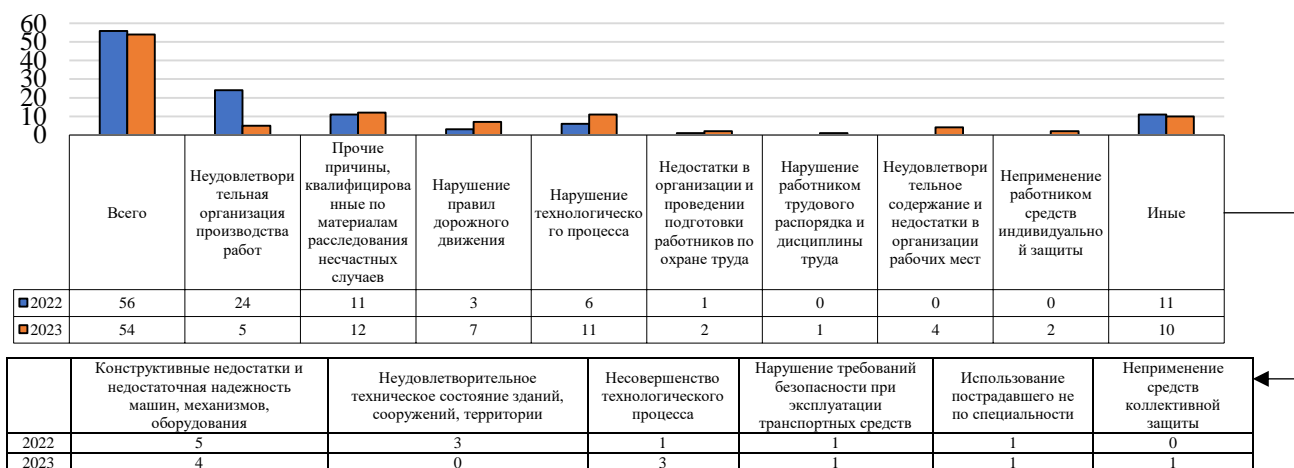 60
50
40
30
20
10
0
Всего
Неудовлетвори
тельная
организация
производства
работ
Прочие
причины,
квалифицирова
нные по
материалам
расследования
несчастных
случаев
Нарушение
правил
дорожного
движения
Нарушение
технологическо
го процесса
Недостатки в
организации и
проведении
подготовки
работников по
охране труда
Нарушение
работником
трудового
распорядка и
дисциплины
труда
Неудовлетвори
тельное
содержание и
недостатки в
организации
рабочих мест
Неприменение
работником
средств
индивидуально
й защиты
Иные
2022 56 24 11 3 6 1 0 0 0 11
2023 54 5 12 7 11 2 1 4 2 10
Конструктивные недостатки и
недостаточная надежность
машин, механизмов,
оборудования
Неудовлетворительное
техническое состояние зданий,
сооружений, территории
Несовершенство
технологического
процесса
Нарушение требований
безопасности при
эксплуатации
транспортных средств
Использование
пострадавшего не
по специальности
Неприменение
средств
коллективной
защиты
2022 5 3 1 1 1 0
2023 4 0 3 1 1 1